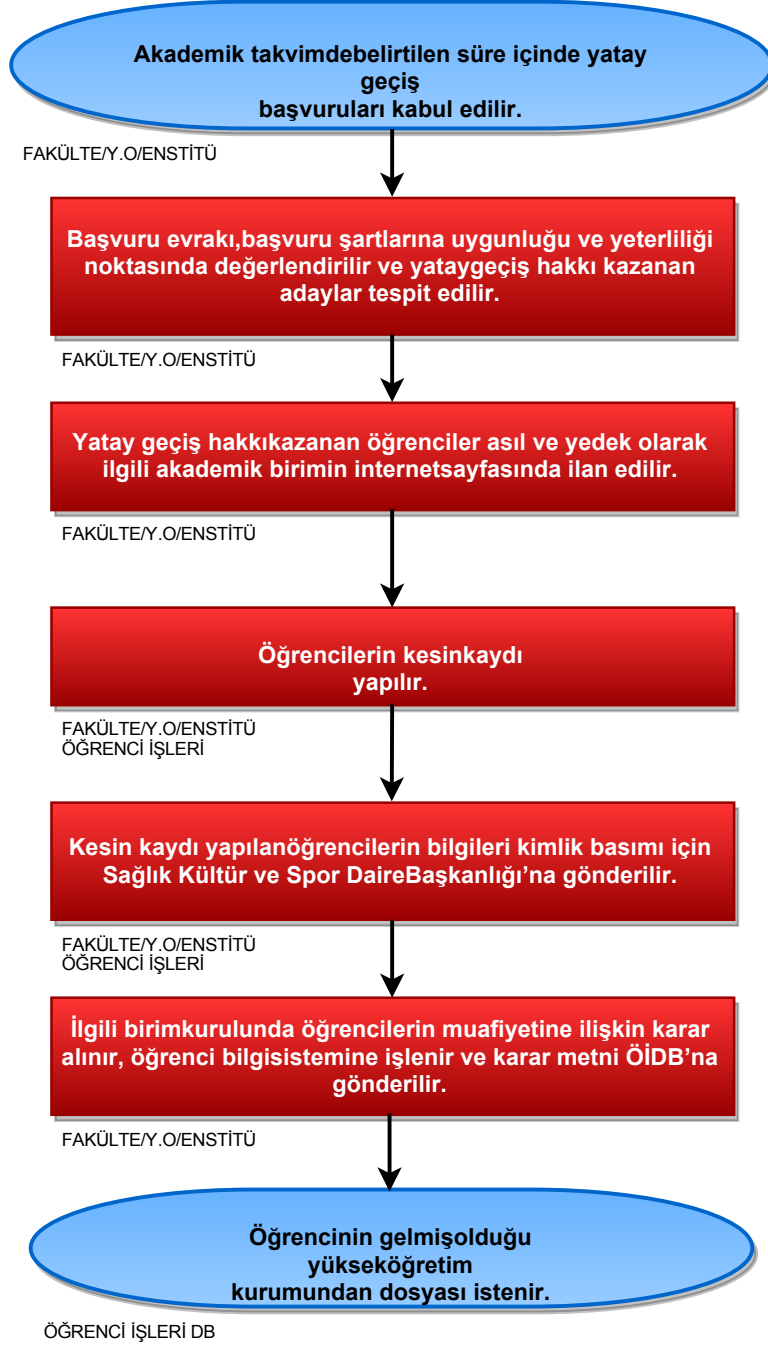 Akademik takvimdebelirtilen süre içinde yatay
geçiş
başvuruları kabul edilir.
FAKÜLTE/Y.O/ENSTİTÜ
Başvuru evrakı,başvuru şartlarına uygunluğu ve yeterliliği
noktasında değerlendirilir ve yataygeçiş hakkı kazanan
adaylar tespit edilir.
FAKÜLTE/Y.O/ENSTİTÜ
Yatay geçiş hakkıkazanan öğrenciler asıl ve yedek olarak
ilgili akademik birimin internetsayfasında ilan edilir.
FAKÜLTE/Y.O/ENSTİTÜ
Öğrencilerin kesinkaydı
yapılır.
FAKÜLTE/Y.O/ENSTİTÜ
ÖĞRENCİ İŞLERİ
Kesin kaydı yapılanöğrencilerin bilgileri kimlik basımı için
Sağlık Kültür ve Spor DaireBaşkanlığı’na gönderilir.
FAKÜLTE/Y.O/ENSTİTÜ
ÖĞRENCİ İŞLERİ
İlgili birimkurulunda öğrencilerin muafiyetine ilişkin karar
alınır, öğrenci bilgisistemine işlenir ve karar metni ÖİDB’na
gönderilir.
FAKÜLTE/Y.O/ENSTİTÜ
Öğrencinin gelmişolduğu
yükseköğretim
kurumundan dosyası istenir.
ÖĞRENCİ İŞLERİ DB